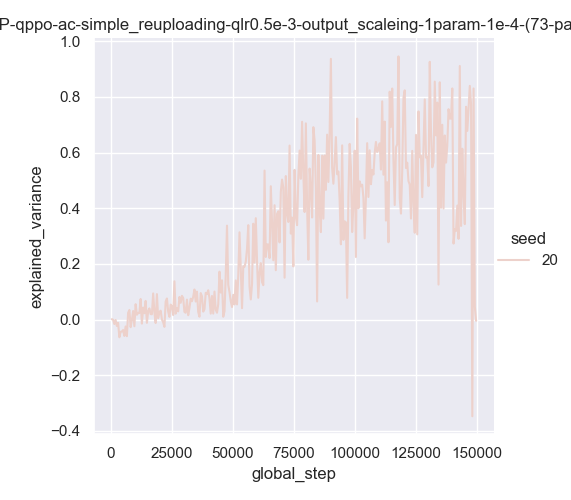 P-qppo-ac-simple_reuploading-qlr0.5e-3-output_scaleing-1param-1e-4-(73-pa
1.0
0.8
0.6
0.4
0.2
0.0
−0.2
−0.4
explained_variance
0 25000 50000 75000 100000 125000 150000
global_step
seed
20